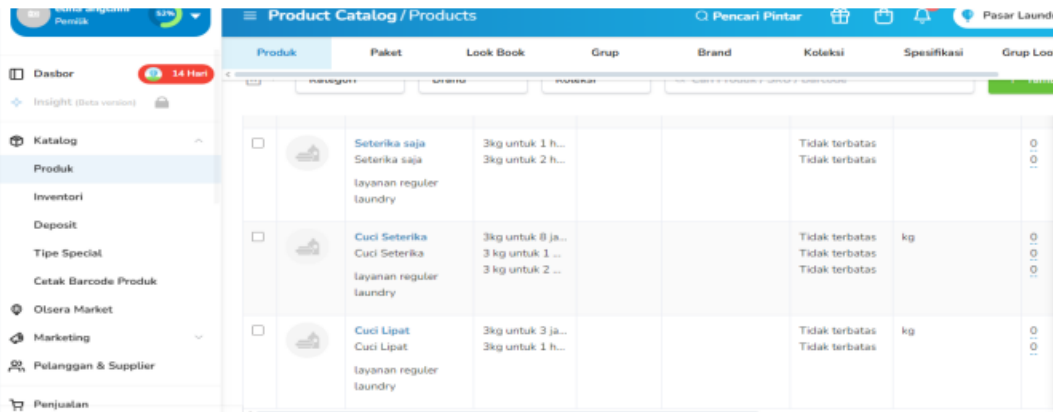 52%
Pemilik
Product Catalog / Products
Pencari Pintar
Pasar Laund
Produk Paket Look Book Grup Brand Koleksi Spesifikasi Grup Loo
Dasbor
14 Hari
Insight (Beta version)
Katalog
Produk
Inventori
Deposit
Tipe Special
Cetak Barcode Produk
Olsera Market
Marketing
Pelanggan & Supplier
Penjualan
Kategori Brand Koleksi Cari Produk / SKU / Barcode
Seterika saja 3kg untuk 1 h... Tidak terbatas 0
Seterika saja 3kg untuk 2 h... Tidak terbatas 0
layanan reguler
laundry
Cuci Seterika 3kg untuk 8 ja... Tidak terbatas kg 0
Cuci Seterika 3 kg untuk 1 ... Tidak terbatas 0
3 kg untuk 2 ... Tidak terbatas 0
layanan reguler
laundry
Cuci Lipat 3kg untuk 3 ja... Tidak terbatas kg 0
Cuci Lipat 3kg untuk 1 h... Tidak terbatas 0
layanan reguler
laundry